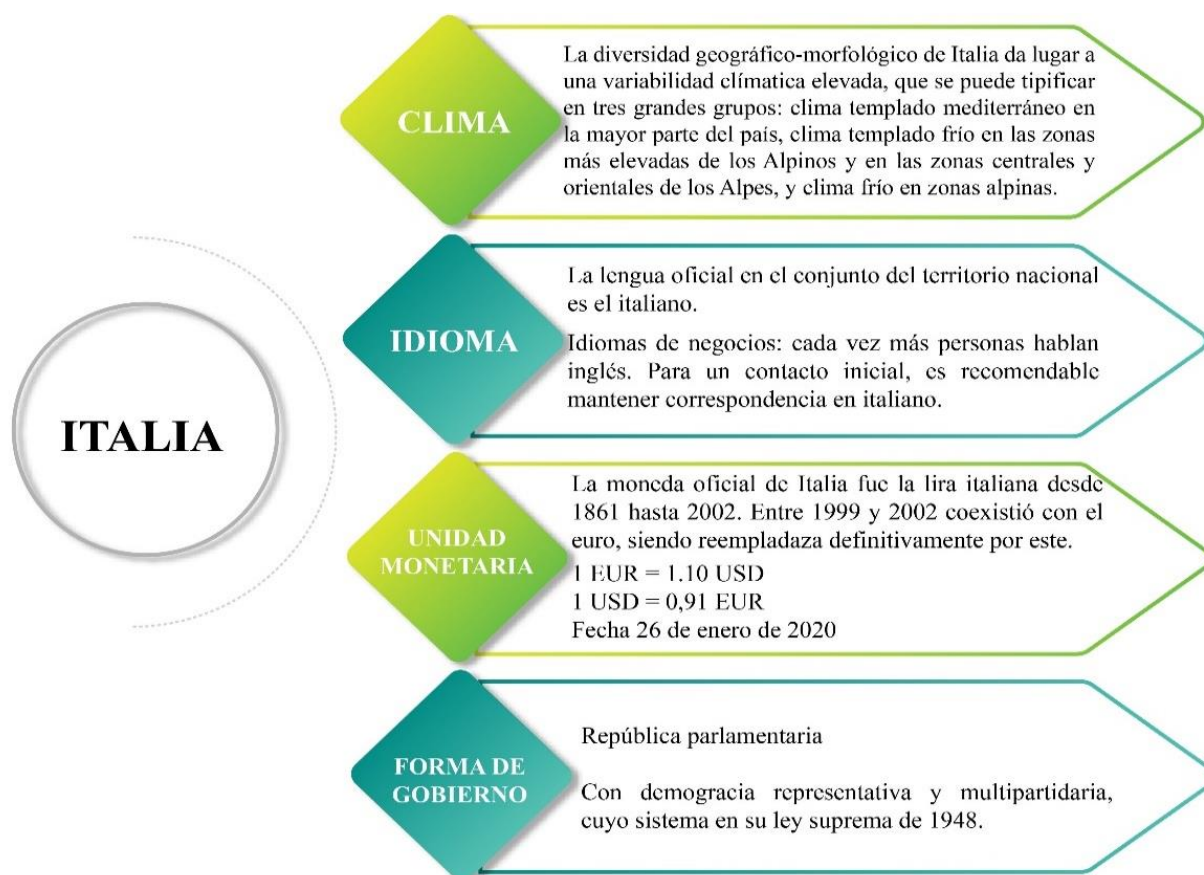 ITALIA
CLIMA
La diversidad geográfico-morfológico de Italia da lugar a
una variabilidad clímatica elevada, que se puede tipificar
en tres grandes grupos: clima templado mediterráneo en
la mayor parte del país, clima templado frío en las zonas
más elevadas de los Alpinos y en las zonas centrales y
orientales de los Alpes, y clima frío en zonas alpinas.
IDIOMA
La lengua oficial en el conjunto del territorio nacional
es el italiano.
Idiomas de negocios: cada vez más personas hablan
inglés. Para un contacto inicial, es recomendable
mantener correspondencia en italiano.
UNIDAD
MONETARIA
La moneda oficial de Italia fue la lira italiana desde
1861 hasta 2002. Entre 1999 y 2002 coexistió con el
euro, siendo reempladaza definitivamente por este.
1 EUR = 1.10 USD
1 USD = 0,91 EUR
Fecha 26 de enero de 2020
FORMA DE
GOBIERNO
República parlamentaria
Con demogracia representativa y multipartidaria,
cuyo sistema en su ley suprema de 1948.